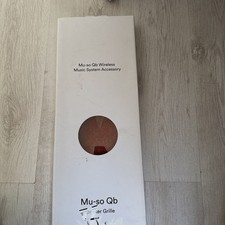 Mu-so Qb Wireless
Music System Accessory
Mu-so Qb
Grille